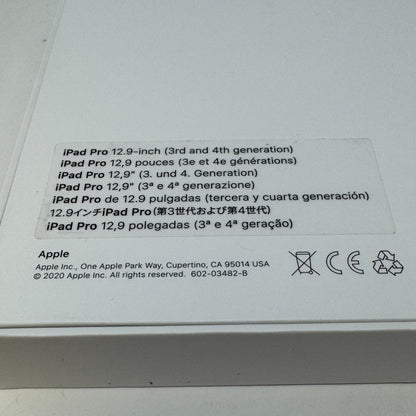 iPad Pro 12.9-inch (3rd and 4th generation)
iPad Pro 12,9 pouces (3e et 4e générations)
iPad Pro 12,9" (3. und 4. Generation)
iPad Pro 12,9" (3ª e 4ª generazione)
iPad Pro de 12.9 pulgadas (tercera y cuarta generación)
12.9インチiPad Pro(第3世代および第4世代)
iPad Pro 12,9 polegadas (3ª e 4ª geração)
Apple
Apple Inc., One Apple Park Way, Cupertino, CA 95014 USA
© 2020 Apple Inc. All rights reserved. 602-03482-B
CE